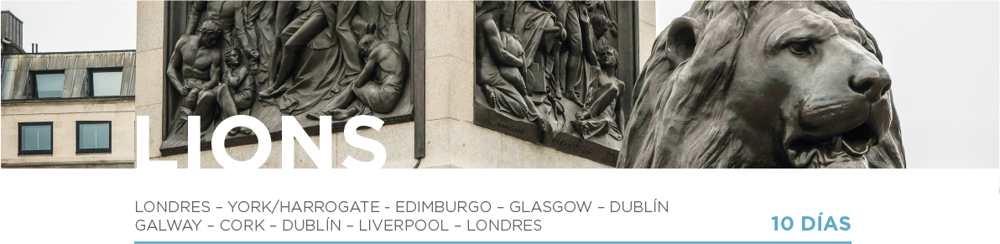 LIONS
LONDRES – YORK/HARROGATE - EDIMBURGO – GLASGOW – DUBLÍN
GALWAY – CORK – DUBLÍN – LIVERPOOL – LONDRES
10 DÍAS